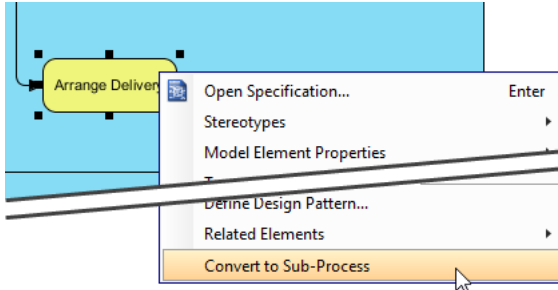 Arrange Delivery
Open Specification... Enter
Stereotypes
Model Element Properties
Define Design Pattern...
Related Elements
Convert to Sub-Process